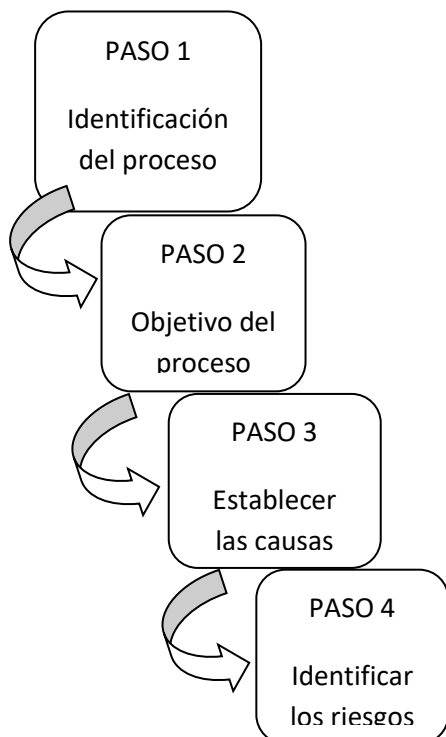 PASO 1
Identificación
del proceso
PASO 2
Objetivo del
proceso
PASO 3
Establecer
las causas
PASO 4
Identificar
los riesgos